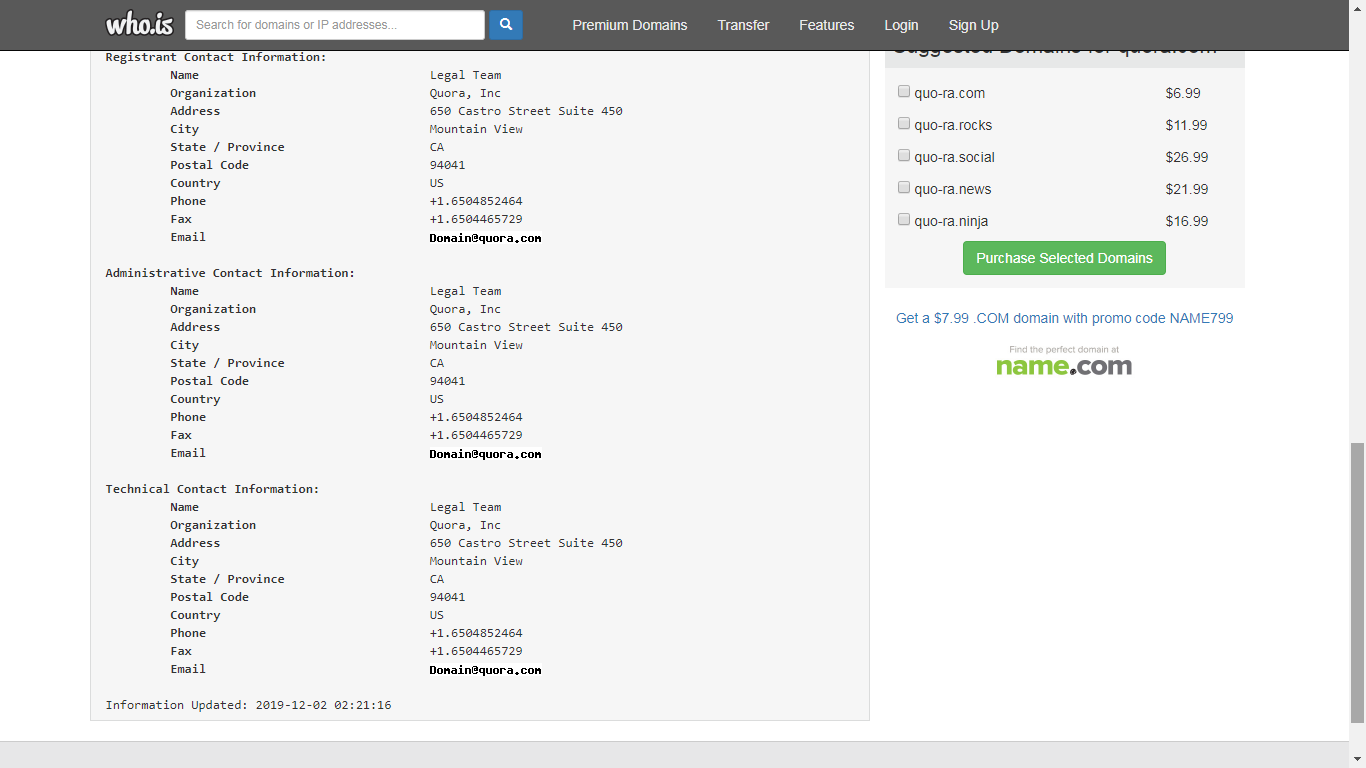 who.is
Search for domains or IP addresses...
Premium Domains
Transfer
Features
Login
Sign Up
Registrant Contact Information:
Name Legal Team
Organization Quora, Inc
Address 650 Castro Street Suite 450
City Mountain View
State / Province CA
Postal Code 94041
Country US
Phone +1.6504852464
Fax +1.6504465729
Email Domain@quora.com
Administrative Contact Information:
Name Legal Team
Organization Quora, Inc
Address 650 Castro Street Suite 450
City Mountain View
State / Province CA
Postal Code 94041
Country US
Phone +1.6504852464
Fax +1.6504465729
Email Domain@quora.com
Technical Contact Information:
Name Legal Team
Organization Quora, Inc
Address 650 Castro Street Suite 450
City Mountain View
State / Province CA
Postal Code 94041
Country US
Phone +1.6504852464
Fax +1.6504465729
Email Domain@quora.com
Information Updated: 2019-12-02 02:21:16
Suggested Domains for quora.com
quo-ra.com $6.99
quo-ra.rocks $11.99
quo-ra.social $26.99
quo-ra.news $21.99
quo-ra.ninja $16.99
Purchase Selected Domains
Get a $7.99 .COM domain with promo code NAME799
Find the perfect domain at
name.com